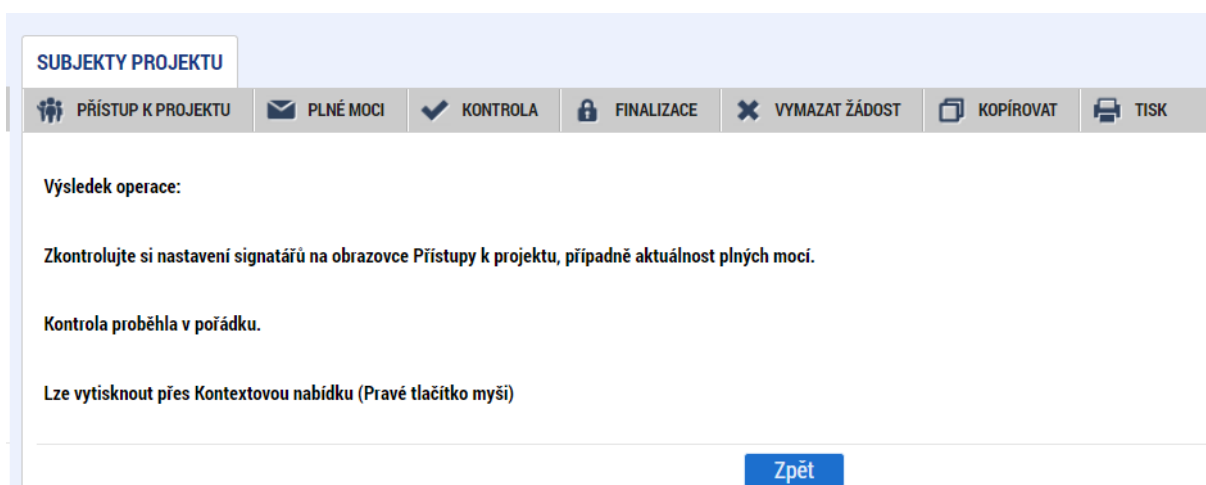 SUBJEKTY PROJEKTU
PŘÍSTUP K PROJEKTU PLNÉ MOCI KONTROLA FINALIZACE VYMAZAT ŽÁDOST KOPÍROVAT TISK
Výsledek operace:
Zkontrolujte si nastavení signatářů na obrazovce Přístupy k projektu, případně aktuálnost plných mocí.
Kontrola proběhla v pořádku.
Lze vytisknout přes Kontextovou nabídku (Pravé tlačítko myši)
Zpět